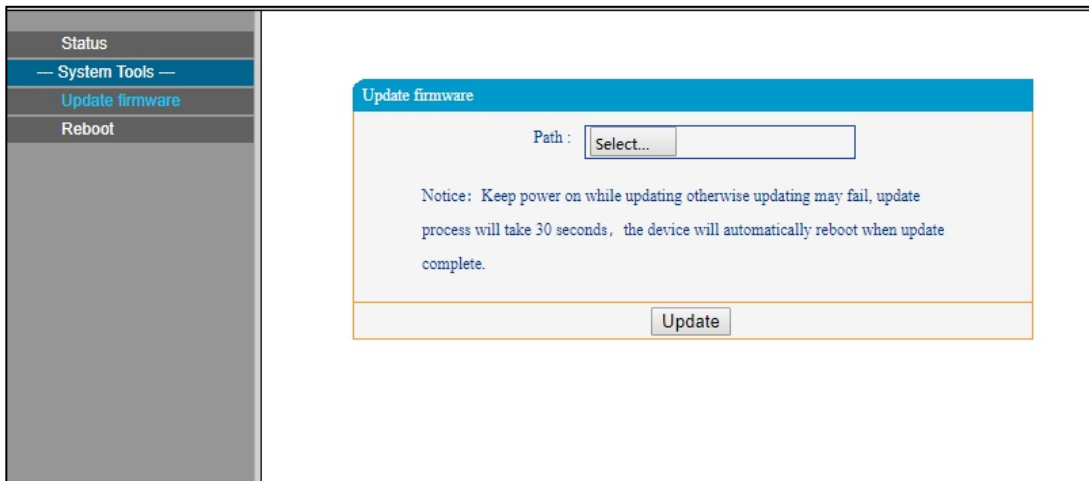 Status
— System Tools —
Update firmware
Reboot
Update firmware
Path :
Select...
Notice： Keep power on while updating otherwise updating may fail, update
process will take 30 seconds，the device will automatically reboot when update
complete.
Update